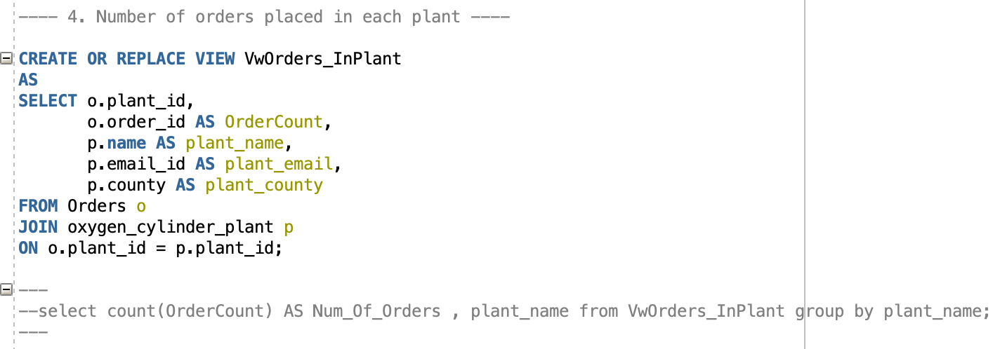 ---- 4. Number of orders placed in each plant ----
CREATE OR REPLACE VIEW VwOrders_InPlant
AS
SELECT o.plant_id,
o.order_id AS OrderCount,
p.name AS plant_name,
p.email_id AS plant_email,
p.county AS plant_county
FROM Orders o
JOIN oxygen_cylinder_plant p
ON o.plant_id = p.plant_id;
---
--select count(OrderCount) AS Num_Of_Orders , plant_name from VwOrders_InPlant group by plant_name;
---